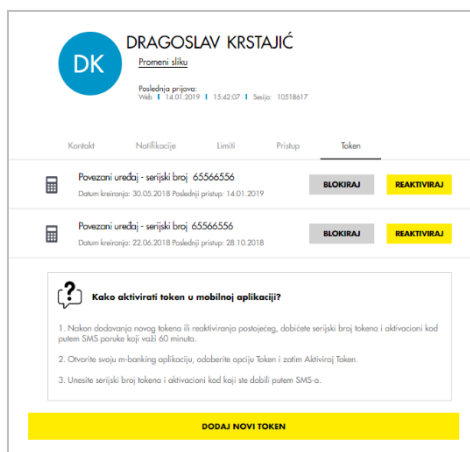 DK
DRAGOSLAV KRSTAJIĆ
Promeni sliku
Poslednja prijava:
Web | 14.01.2019 | 15:42:07 | Sesija: 10518617
Kontakt Notifikacije Limiti Pristup Token
Povezani uređaj - serijski broj 65566556
Datum kreiranja: 30.05.2018 Poslednji pristup: 14.01.2019
BLOKIRAJ REAKTIVIRAJ
Povezani uređaj - serijski broj 65566556
Datum kreiranja: 22.06.2018 Poslednji pristup: 28.10.2018
BLOKIRAJ REAKTIVIRAJ
? Kako aktivirati token u mobilnoj aplikaciji?
1. Nakon dodavanja novog tokena ili reaktiviranja postojećeg, dobićete serijski broj tokena i aktivacioni kod
putem SMS poruke koji važi 60 minuta.
2. Otvorite svoju m-banking aplikaciju, odaberite opciju Token i zatim Aktiviraj Token.
3. Unesite serijski broj tokena i aktivacioni kod koji ste dobili putem SMS-a.
DODAJ NOVI TOKEN